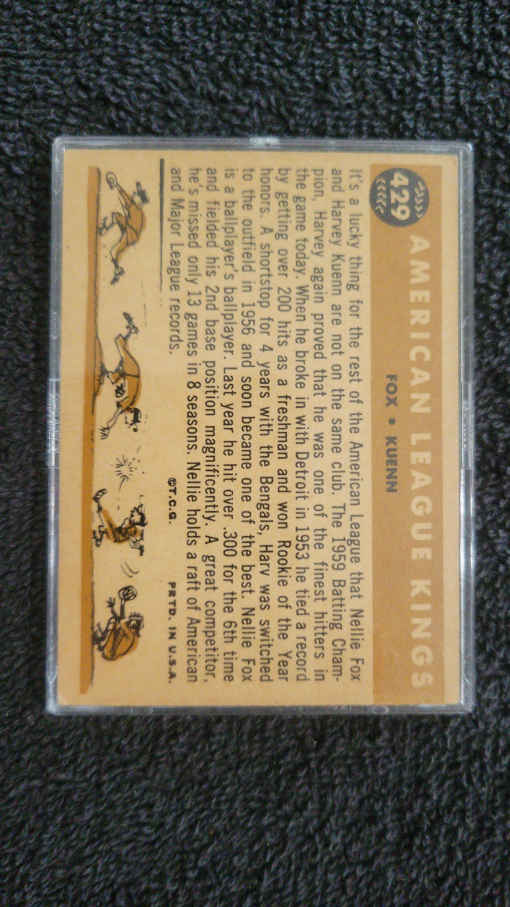 429
AMERICAN LEAGUE KINGS
FOX • KUENN
It's a lucky thing for the rest of the American League that Nellie Fox
and Harvey Kuenn are not on the same club. The 1959 Batting Cham-
pion, Harvey again proved that he was one of the finest hitters in
the game today. When he broke in with Detroit in 1953 he tied a record
by getting over 200 hits as a freshman and won Rookie of the Year
honors. A shortstop for 4 years with the Bengals, Harv was switched
to the outfield in 1956 and soon became one of the best. Nellie Fox
is a ballplayer's ballplayer. Last year he hit over .300 for the 6th time
and fielded his 2nd base position magnificently. A great competitor,
he's missed only 13 games in 8 seasons. Nellie holds a raft of American
and Major League records.
©T.C.G. PRTD. IN U.S.A.